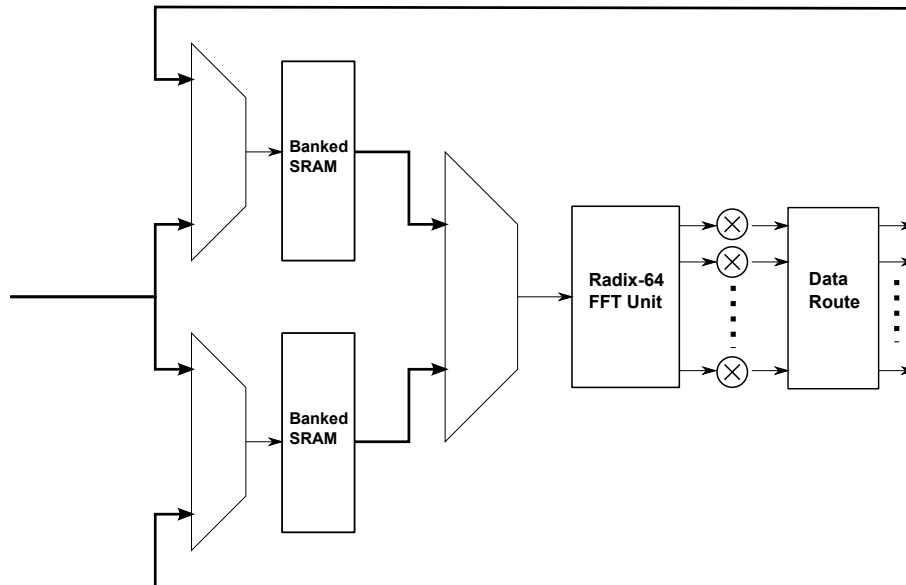 Banked
SRAM
Radix-64
FFT Unit
Data
Route
Banked
SRAM